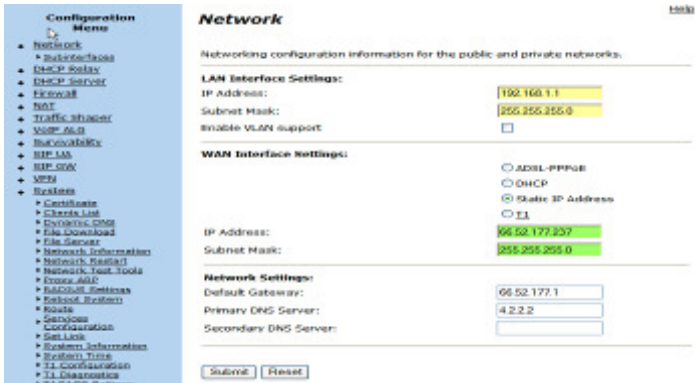 Configuration
Menu
Network
Subinterfaces
DHCP Relay
DHCP Server
Firewall
NAT
Traffic Shaper
VoIP ALG
Survivability
SIP UA
SIP GW
VPN
System
Certificate
Clients List
Dynamic DNS
File Download
File Server
Network Information
Network Restart
Network Test Tools
Proxy ARP
RADIUS Settings
Reboot System
Route
Services
Configuration
Set Link
System Information
System Time
T1 Configuration
T1 Diagnostics
Help
Network
Networking configuration information for the public and private networks.
LAN Interface Settings:
IP Address: 192.168.1.1
Subnet Mask: 255.255.255.0
Enable VLAN support
WAN Interface Settings:
ADSL-PPPoE
DHCP
Static IP Address
T1
IP Address: 66.52.177.237
Subnet Mask: 255.255.255.0
Network Settings:
Default Gateway: 66.52.177.1
Primary DNS Server: 4.2.2.2
Secondary DNS Server:
Submit Reset